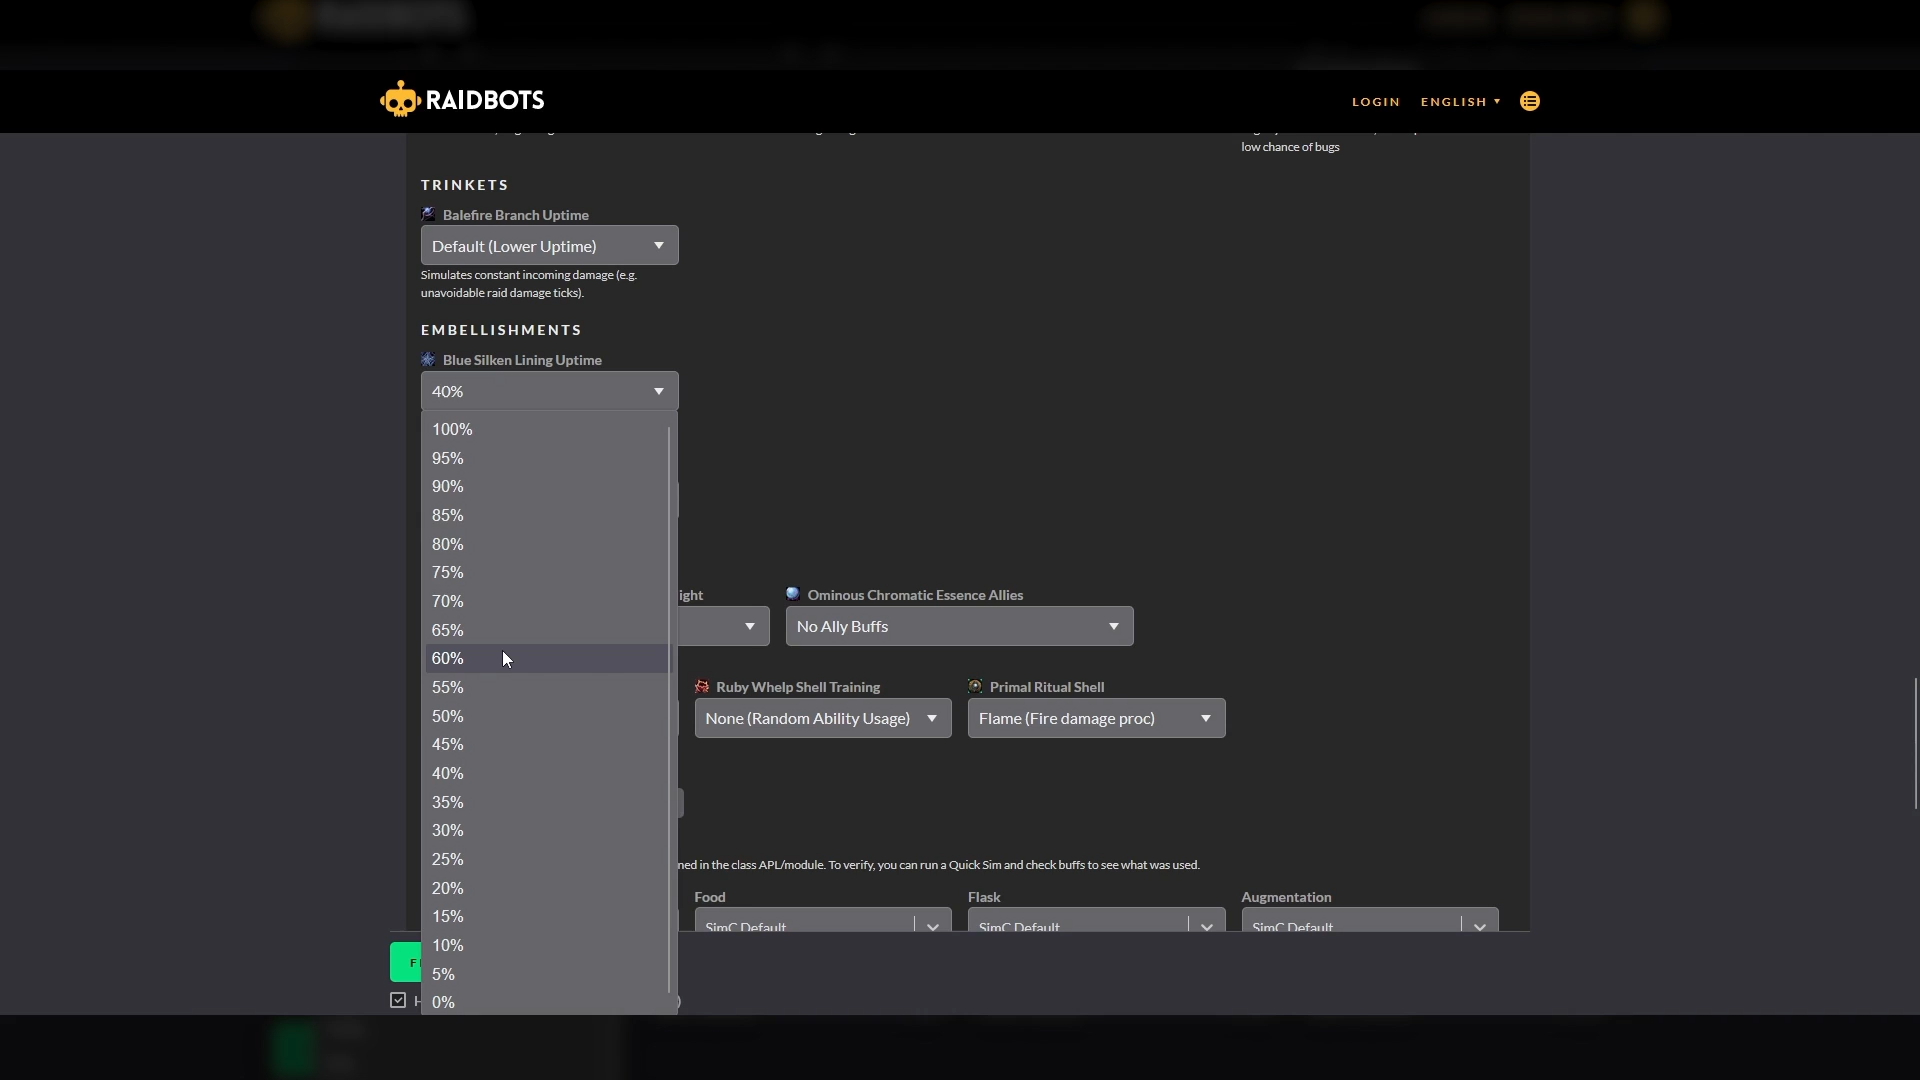 RAIDBOTS
LOGIN ENGLISH
low chance of bugs
TRINKETS
Balefire Branch Uptime
Default (Lower Uptime)
Simulates constant incoming damage (e.g.
unavoidable raid damage ticks).
EMBELLISHMENTS
Blue Silken Lining Uptime
40%
100%
95%
90%
85%
80%
75%
70%
65%
60%
55%
50%
45%
40%
35%
30%
25%
20%
15%
10%
5%
0%
ight
Ominous Chromatic Essence Allies
No Ally Buffs
Ruby Whelp Shell Training
None (Random Ability Usage)
Primal Ritual Shell
Flame (Fire damage proc)
ned in the class APL/module. To verify, you can run a Quick Sim and check buffs to see what was used.
Food
SimC Default
Flask
SimC Default
Augmentation
SimC Default